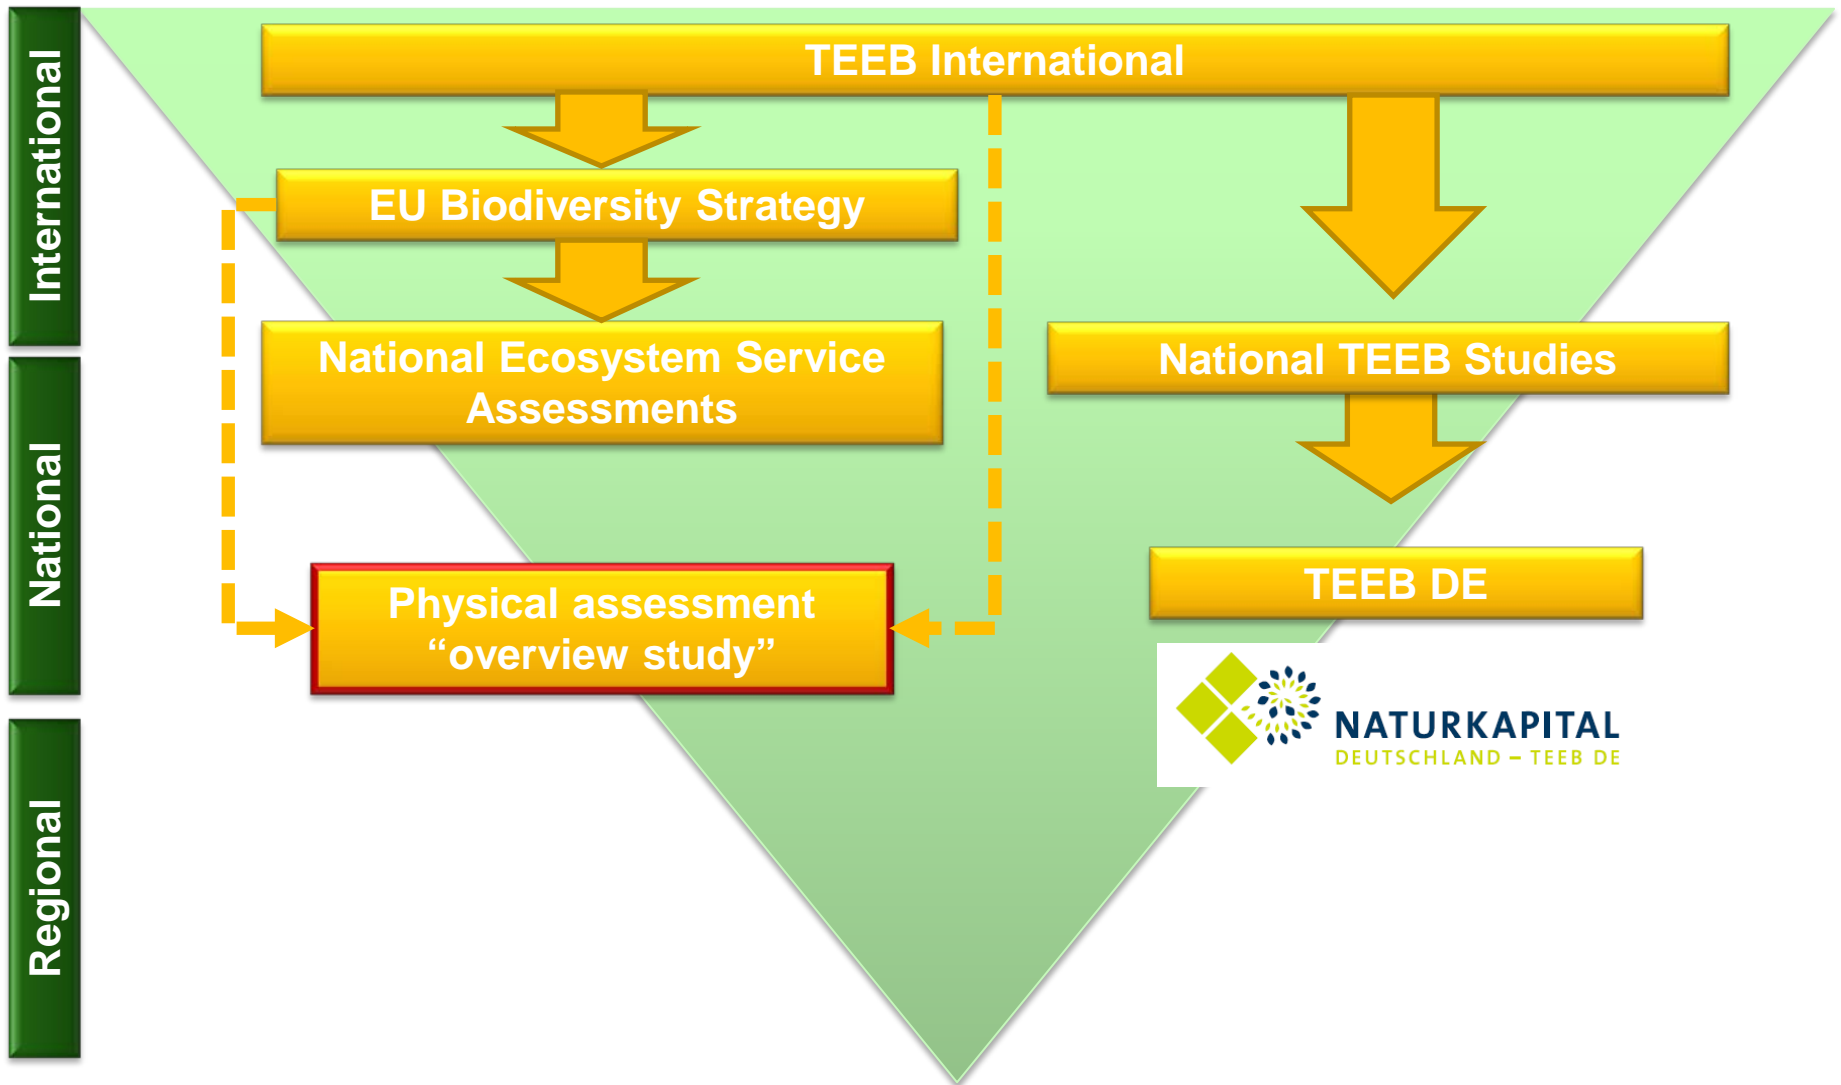 International
National
Regional
TEEB International
EU Biodiversity Strategy
National Ecosystem Service
Assessments
National TEEB Studies
Physical assessment
“overview study”
TEEB DE
NATURKAPITAL
DEUTSCHLAND – TEEB DE